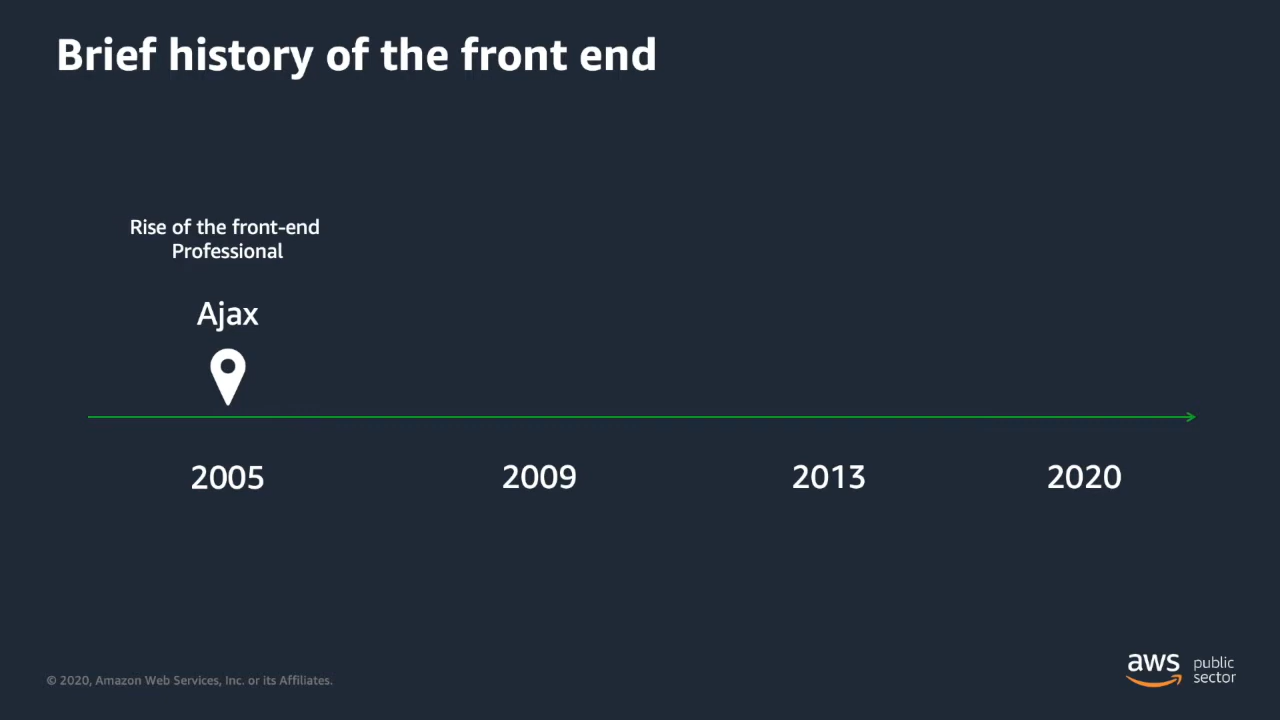 Brief history of the front end
Rise of the front-end
Professional
Ajax
2005 2009 2013 2020
© 2020, Amazon Web Services, Inc. or its Affiliates.
aws public
sector